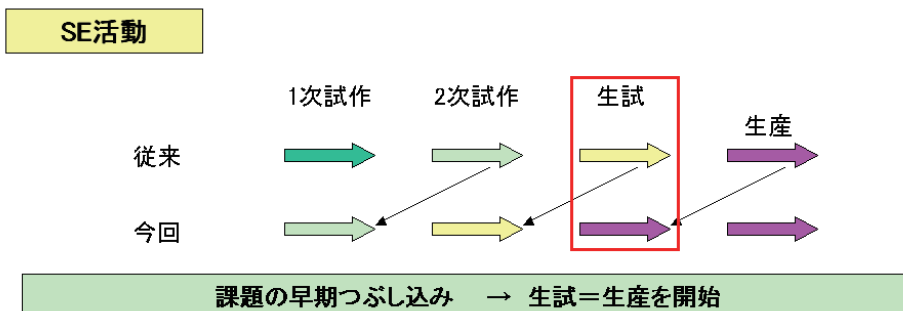 SE活動
1次試作 2次試作 生試 生産
従来
今回
課題の早期つぶし込み → 生試＝生産を開始